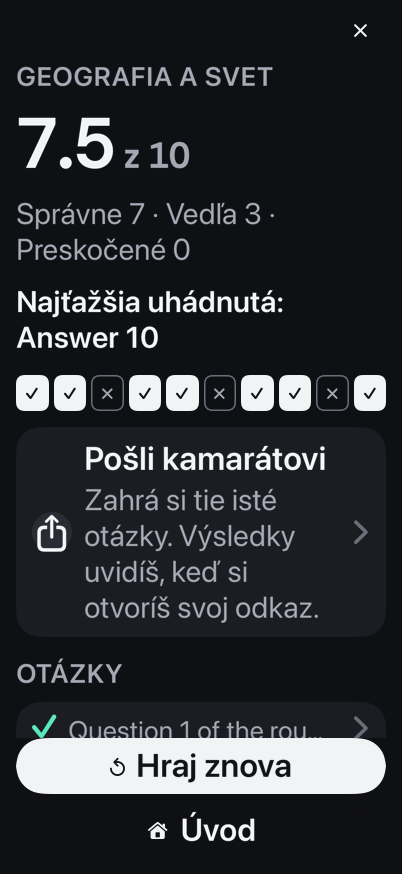 GEOGRAFIA A SVET
7.5 z 10
Správne 7 · Vedľa 3 ·
Preskočené 0
Najťažšia uhádnutá:
Answer 10
Pošli kamarátovi
Zahrá si tie isté
otázky. Výsledky
uvidíš, keď si
otvoríš svoj odkaz.
OTÁZKY
Question 1 of the rou...
Hraj znova
Úvod